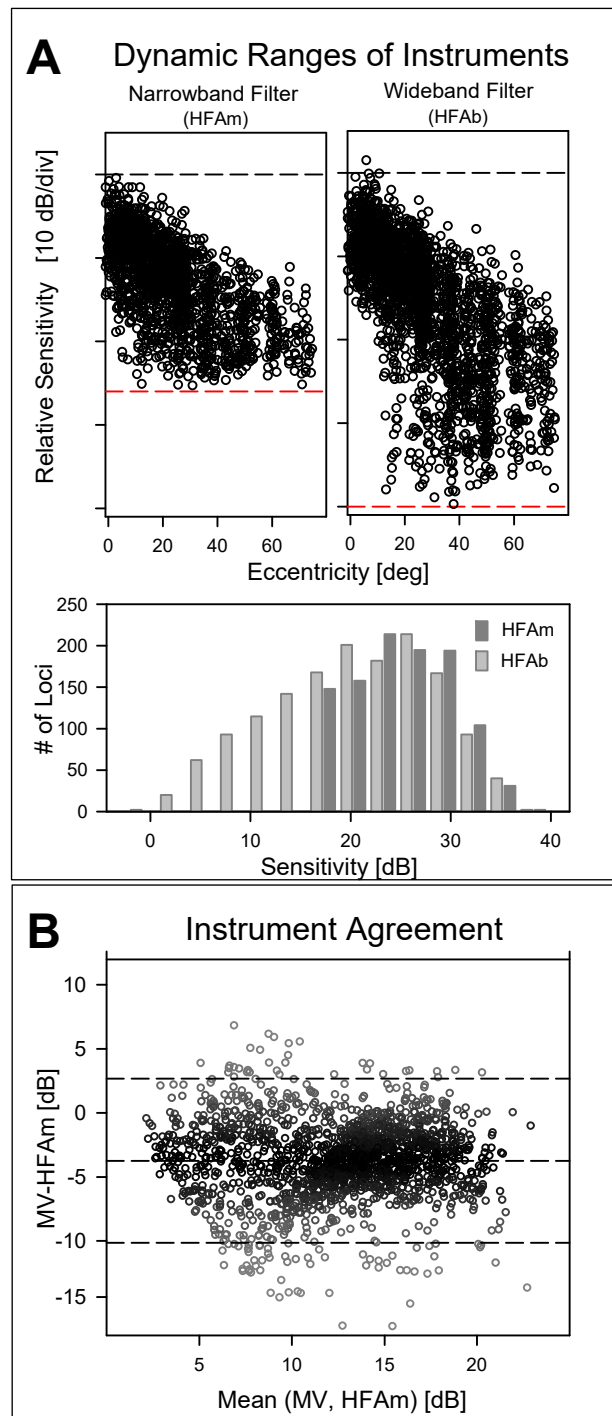 A Dynamic Ranges of Instruments
Narrowband Filter
(HFAm)
Wideband Filter
(HFAb)
Relative Sensitivity [10 dB/div]
0 20 40 60
0 20 40 60
Eccentricity [deg]
250
200
150
100
50
0
# of Loci
HFAm
HFAb
0 10 20 30 40
Sensitivity [dB]
B Instrument Agreement
10
5
0
-5
-10
-15
MV-HFAm [dB]
5 10 15 20
Mean (MV, HFAm) [dB]